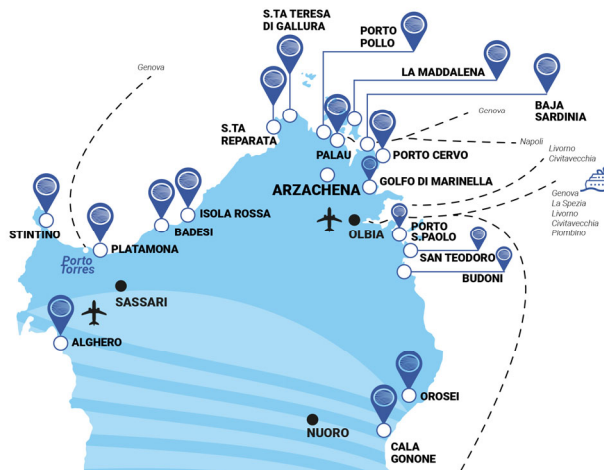 S.TA TERESA
DI GALLURA
PORTO
POLLO
LA MADDALENA
BAJA
SARDINIA
Genova
Genova
Napoli
S.TA
REPARATA
PALAU
PORTO CERVO
Livorno
Civitavecchia
ARZACHENA
GOLFO DI MARINELLA
Genova
La Spezia
Livorno
Civitavecchia
Piombino
STINTINO
ISOLA ROSSA
BADESI
PLATAMONA
OLBIA
PORTO
S.PAOLO
SAN TEODORO
BUDONI
Porto
Torres
SASSARI
ALGHERO
OROSEI
NUORO
CALA
GONONE